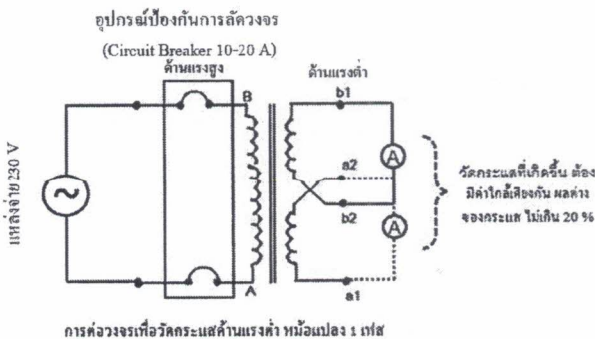 อุปกรณ์ป้องกันการลัดวงจร
(Circuit Breaker 10-20 A)
ด้านแรงสูง
ด้านแรงต่ำ
B
b1
A
a2
b2
A
A
a1
แหล่งจ่าย 230 V
วัดกระแสที่เกิดขึ้น ต้อง
มีค่าใกล้เคียงกัน ผลต่าง
ของกระแส ไม่เกิน 20 %
การต่อวงจรเพื่อวัดกระแสด้านแรงต่ำ หม้อแปลง 1 เฟส